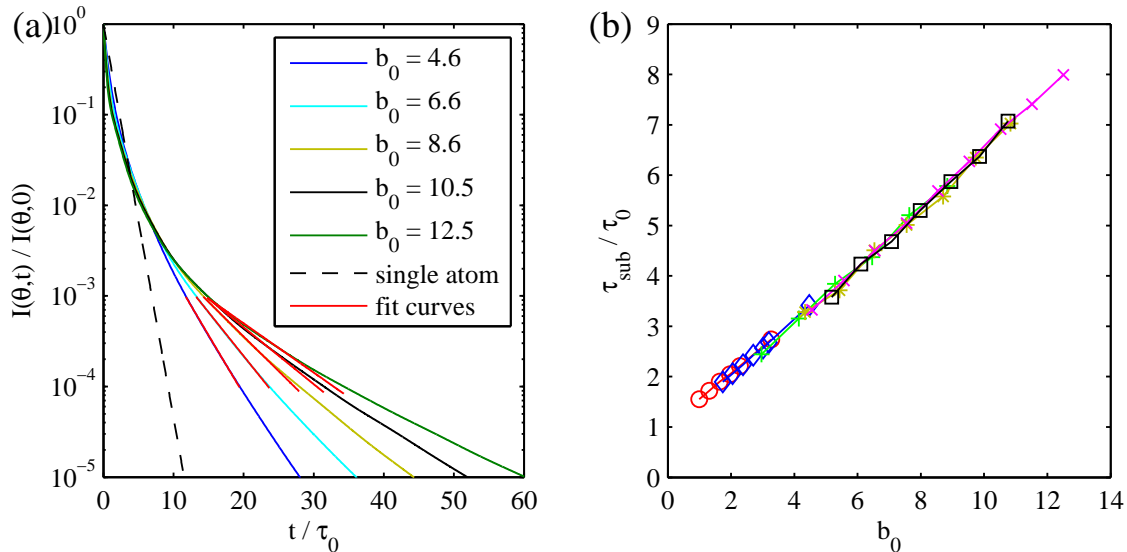 (a)
10^0
10^-1
10^-2
10^-3
10^-4
10^-5
I(θ,t) / I(θ,0)
0 10 20 30 40 50 60
t / τ_0
b_0 = 4.6
b_0 = 6.6
b_0 = 8.6
b_0 = 10.5
b_0 = 12.5
single atom
fit curves
(b)
9
8
7
6
5
4
3
2
1
0
τ_sub / τ_0
0 2 4 6 8 10 12 14
b_0